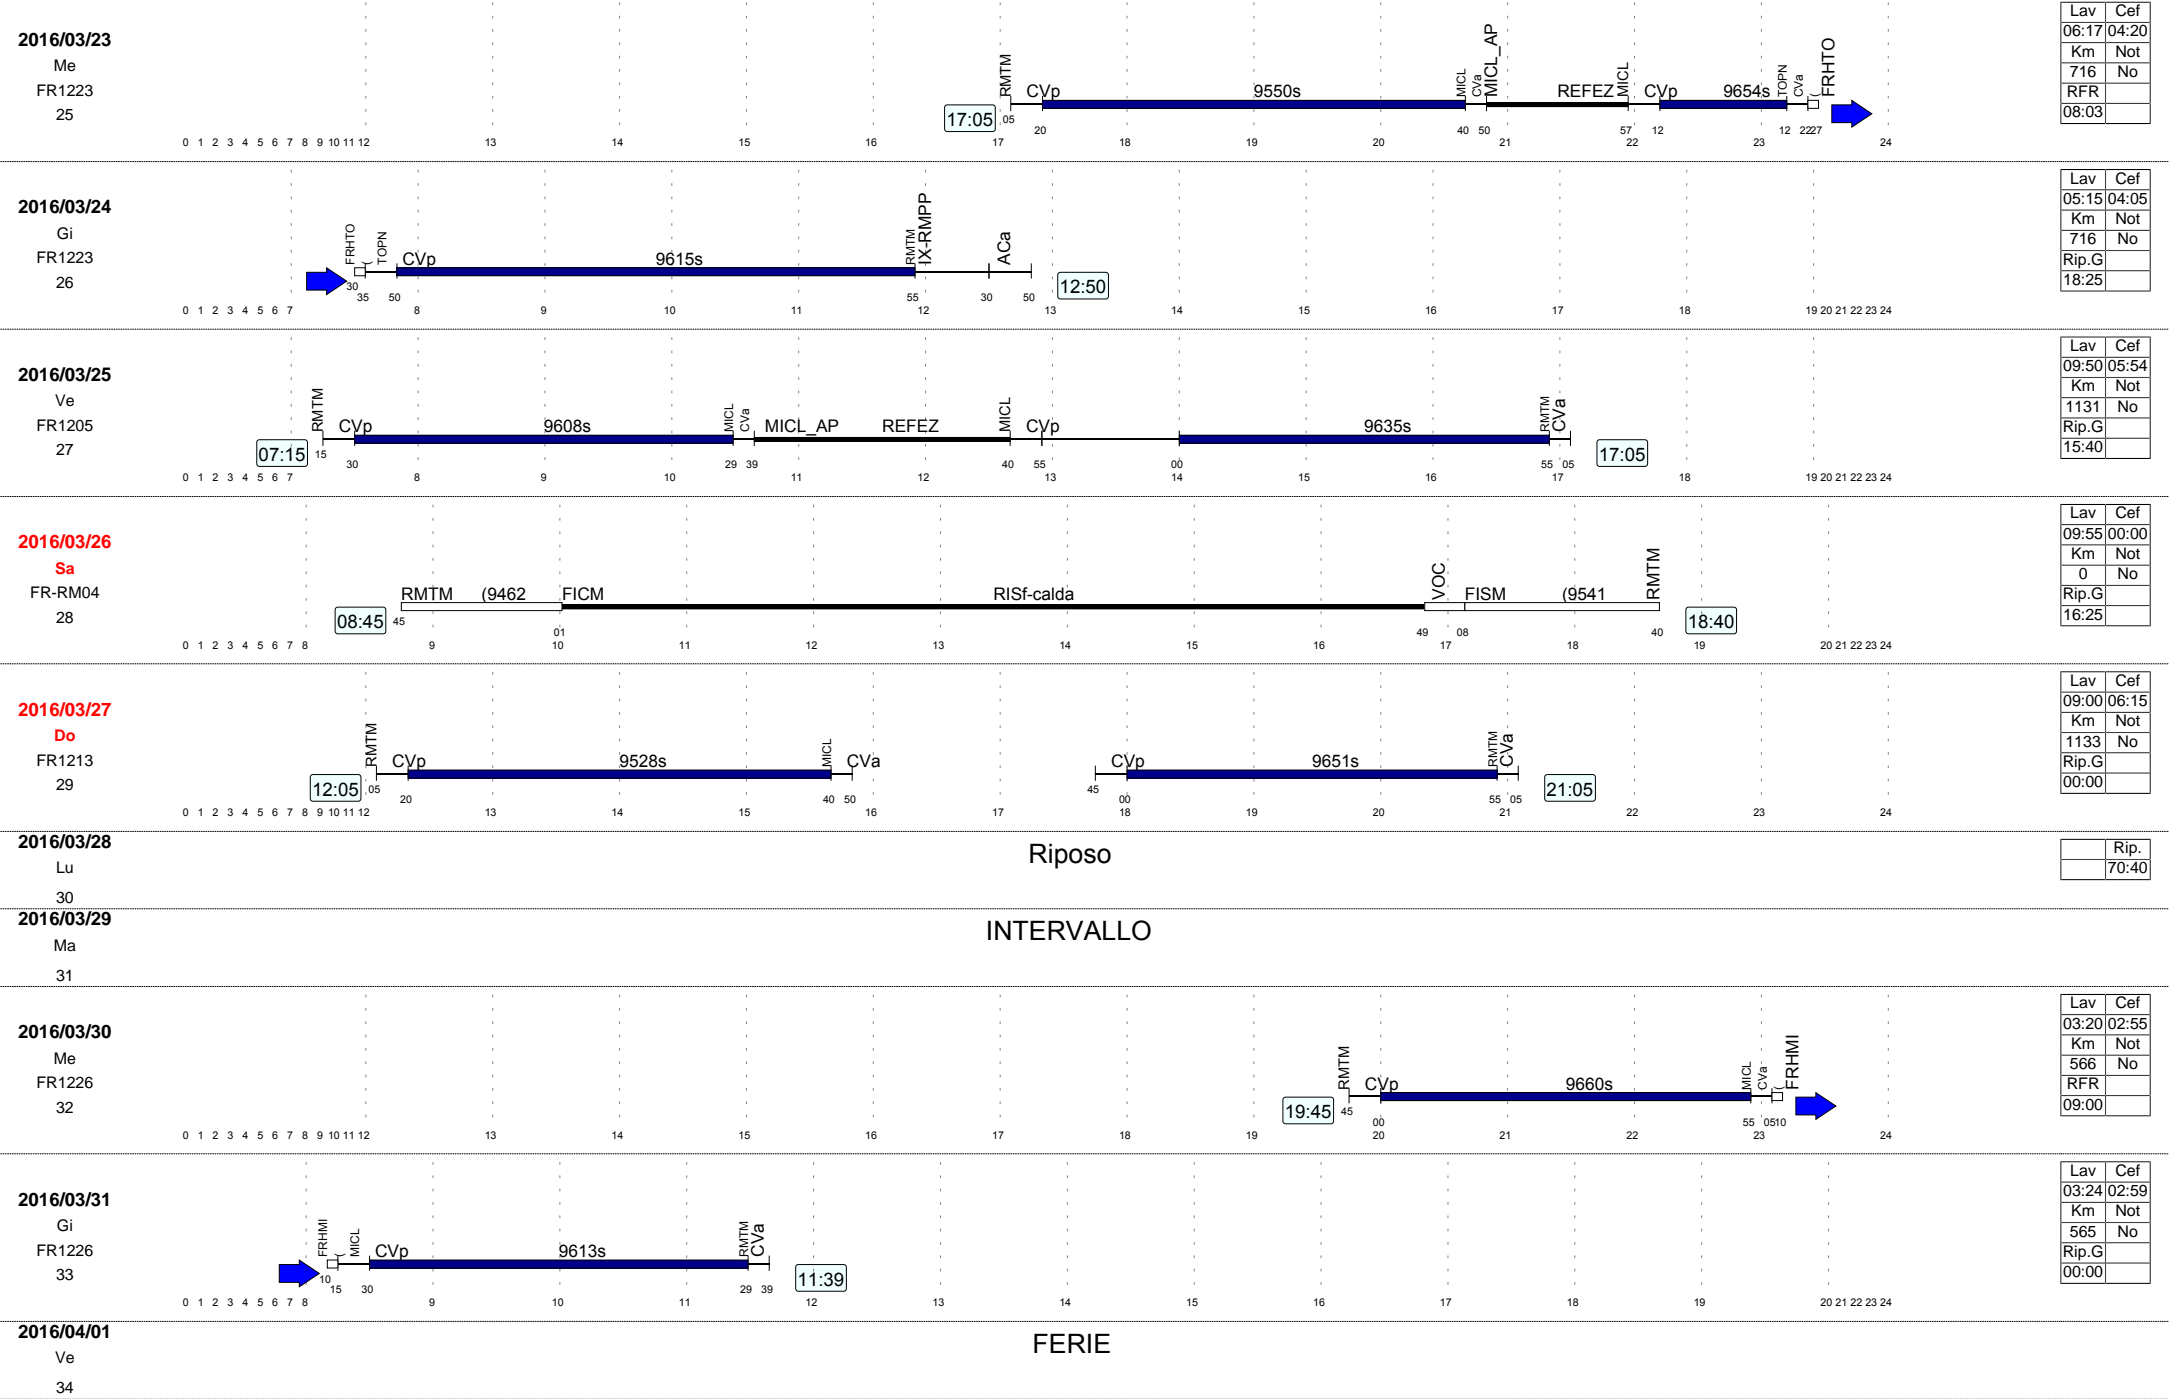 2016/03/23
Me
FR1223
25
17:05
RMTM CVp 9550s MICL CVa MICL_AP REFEZ MICL CVp 9654s TOPN CVa ( FRHTO
05 20 40 50 57 12 12 22 27
0 1 2 3 4 5 6 7 8 9 10 11 12 13 14 15 16 17 18 19 20 21 22 23 24
Lav Cef
06:17 04:20
Km Not
716 No
RFR
08:03
2016/03/24
Gi
FR1223
26
FRHTO ( TOPN CVp 9615s RMTM IX-RMPP ACa
30 35 50 55 30 50
12:50
0 1 2 3 4 5 6 7 8 9 10 11 12 13 14 15 16 17 18 19 20 21 22 23 24
Lav Cef
05:15 04:05
Km Not
716 No
Rip.G
18:25
2016/03/25
Ve
FR1205
27
07:15
RMTM CVp 9608s MICL CVa MICL_AP REFEZ MICL CVp 9635s RMTM CVa
15 30 29 39 40 55 00 55 05
17:05
0 1 2 3 4 5 6 7 8 9 10 11 12 13 14 15 16 17 18 19 20 21 22 23 24
Lav Cef
09:50 05:54
Km Not
1131 No
Rip.G
15:40
2016/03/26
Sa
FR-RM04
28
08:45
RMTM (9462 FICM RISf-calda VOC FISM (9541 RMTM
45 01 49 08 40
18:40
0 1 2 3 4 5 6 7 8 9 10 11 12 13 14 15 16 17 18 19 20 21 22 23 24
Lav Cef
09:55 00:00
Km Not
0 No
Rip.G
16:25
2016/03/27
Do
FR1213
29
12:05
RMTM CVp 9528s MICL CVa CVp 9651s RMTM CVa
05 20 40 50 45 00 55 05
21:05
0 1 2 3 4 5 6 7 8 9 10 11 12 13 14 15 16 17 18 19 20 21 22 23 24
Lav Cef
09:00 06:15
Km Not
1133 No
Rip.G
00:00
2016/03/28
Lu
30
Riposo
Rip.
70:40
2016/03/29
Ma
31
INTERVALLO
2016/03/30
Me
FR1226
32
19:45
RMTM CVp 9660s MICL CVa ( FRHMI
45 00 55 05 10
0 1 2 3 4 5 6 7 8 9 10 11 12 13 14 15 16 17 18 19 20 21 22 23 24
Lav Cef
03:20 02:55
Km Not
566 No
RFR
09:00
2016/03/31
Gi
FR1226
33
FRHMI ( MICL CVp 9613s RMTM CVa
10 15 30 29 39
11:39
0 1 2 3 4 5 6 7 8 9 10 11 12 13 14 15 16 17 18 19 20 21 22 23 24
Lav Cef
03:24 02:59
Km Not
565 No
Rip.G
00:00
2016/04/01
Ve
34
FERIE